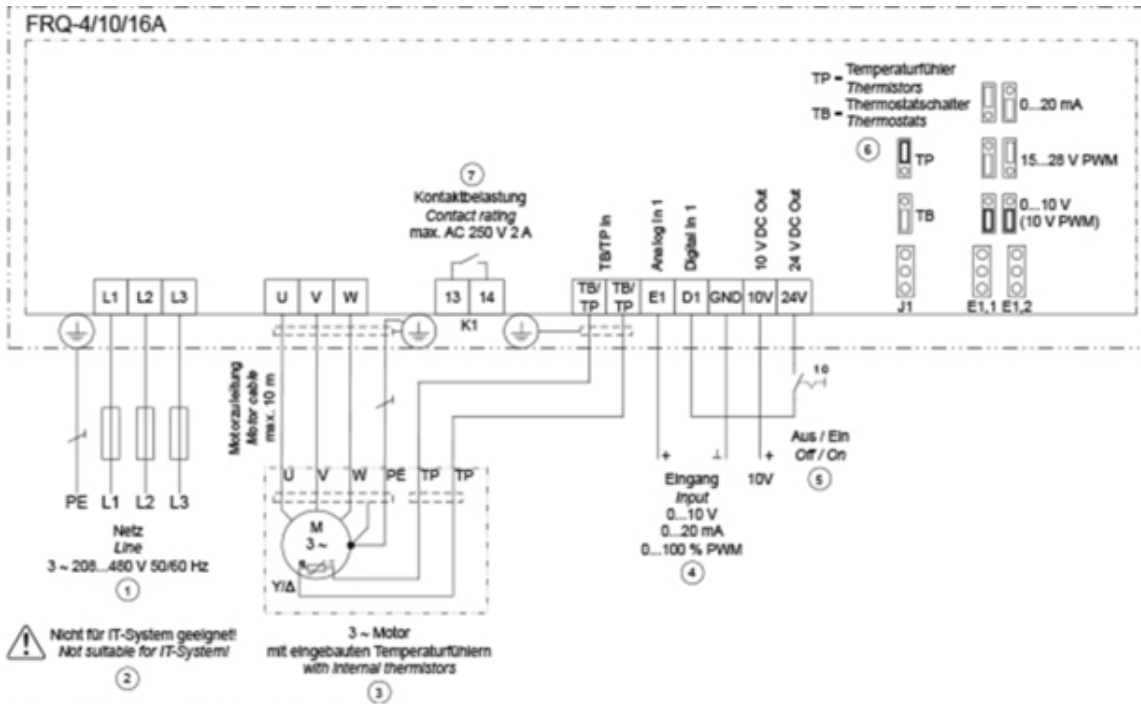 FRQ-4/10/16A
TP - Temperaturfühler
Thermistors
TB - Thermostatschalter
Thermostats
6
TP
TB
J1
0...20 mA
15...28 V PWM
0...10 V
(10 V PWM)
E1,1 E1,2
7
Kontaktbelastung
Contact rating
max. AC 250 V 2 A
TB/TP In
Analog In 1
Digital In 1
10 V DC Out
24 V DC Out
L1 L2 L3
U V W
13 14
K1
TB/TP TB/TP E1 D1 GND 10V 24V
Motorzuleitung
Motor cable
max. 10 m
1 0
Aus / Ein
Off / On
5
PE L1 L2 L3
Netz
Line
3 ~ 208...480 V 50/60 Hz
1
Nicht für IT-System geeignet!
Not suitable for IT-System!
2
U V W PE TP TP
M
3 ~
Y/Δ
3 ~ Motor
mit eingebauten Temperaturfühlern
with internal thermistors
3
+ ⊥ +
Eingang
Input
0...10 V
0...20 mA
0...100 % PWM
4
10V